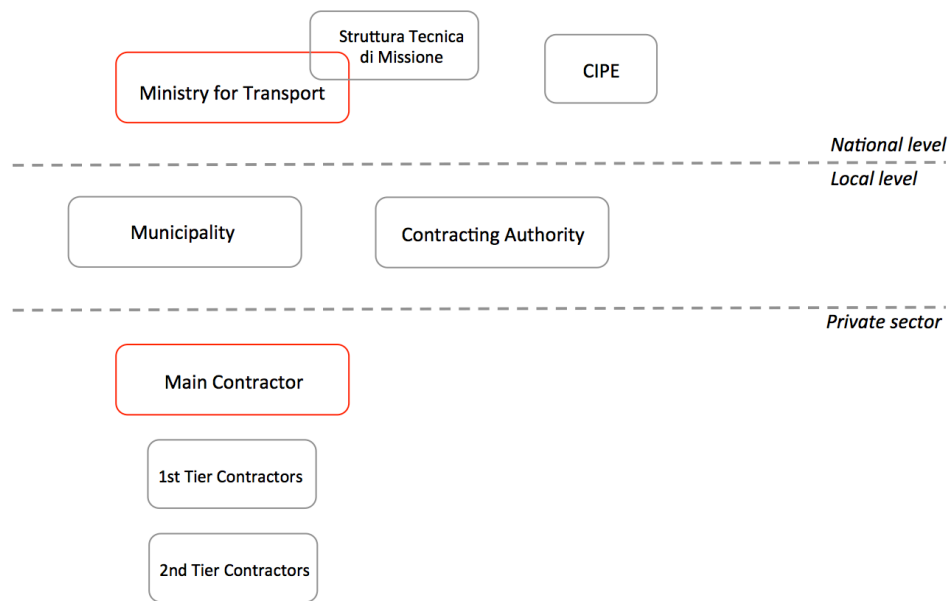 Struttura Tecnica
di Missione
CIPE
Ministry for Transport
National level
Local level
Municipality
Contracting Authority
Private sector
Main Contractor
1st Tier Contractors
2nd Tier Contractors